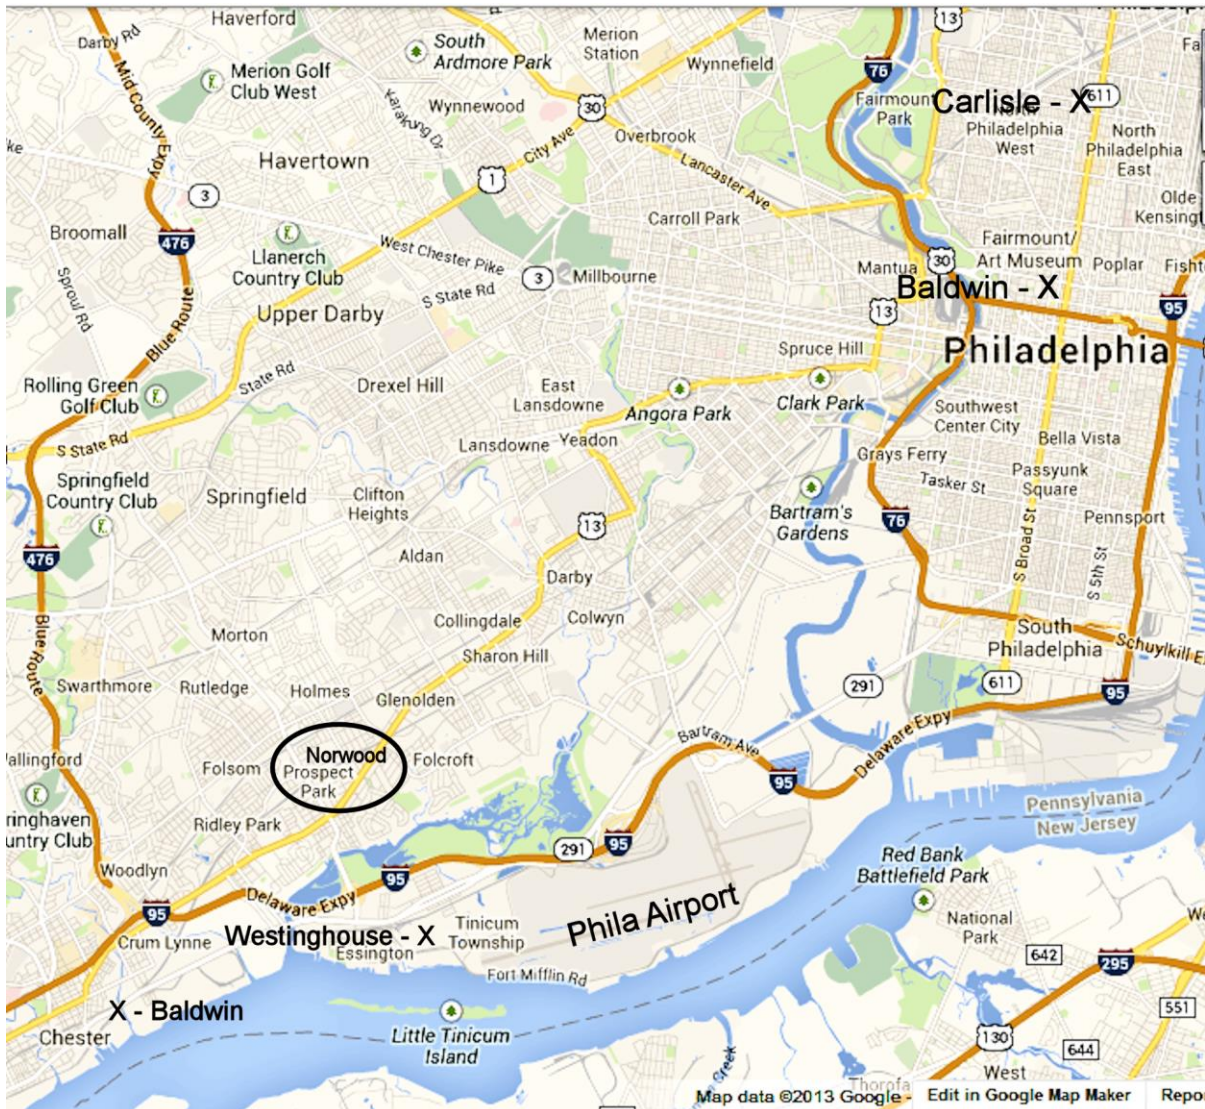 Haverford
Darby Rd
South
Ardmore Park
Merion
Station
Wynnefield
13
Merion Golf
Club West
Wynnewood
30
76
Fairmount
Park
Carlisle - X
611
North
Philadelphia
West
Mid County Expy
Overbrook
North
Philadelphia
East
Havertown
City Ave
Lancaster Ave
1
3
Olde
Kensingt
Carroll Park
Broomall
476
Llanerch
Country Club
West Chester Pike
3
Millbourne
Fairmount/
Art Museum
Poplar
Fisht
Mantua
30
Sproul Rd
S State Rd
Baldwin - X
Upper Darby
13
95
Blue Route
Spruce Hill
Philadelphia
Rolling Green
Golf Club
State Rd
Drexel Hill
East
Lansdowne
Angora Park
Clark Park
Southwest
Center City
S State Rd
Lansdowne
Yeadon
Bella Vista
Grays Ferry
Springfield
Country Club
Springfield
Clifton
Heights
Tasker St
Passyunk
Square
Bartram's
Gardens
13
76
Pennsport
476
Aldan
S Broad St
S 5th St
Darby
Collingdale
Colwyn
Blue Route
Morton
Sharon Hill
South
Philadelphia
Schuylkill E
Swarthmore
Rutledge
Holmes
Glenolden
291
611
95
Norwood
Bartram Ave
Delaware Expy
allingford
Folsom
Prospect
Park
Folcroft
95
ringhaven
untry Club
Pennsylvania
New Jersey
Ridley Park
291
95
Red Bank
Battlefield Park
Woodlyn
95
Delaware Expy
95
Phila Airport
National
Park
Crum Lynne
Westinghouse - X
Essington
Tinicum
Township
642
295
Fort Mifflin Rd
X - Baldwin
551
Chester
Little Tinicum
Island
130
644
West
Creek
Thorofa
Map data ©2013 Google - Edit in Google Map Maker Repo